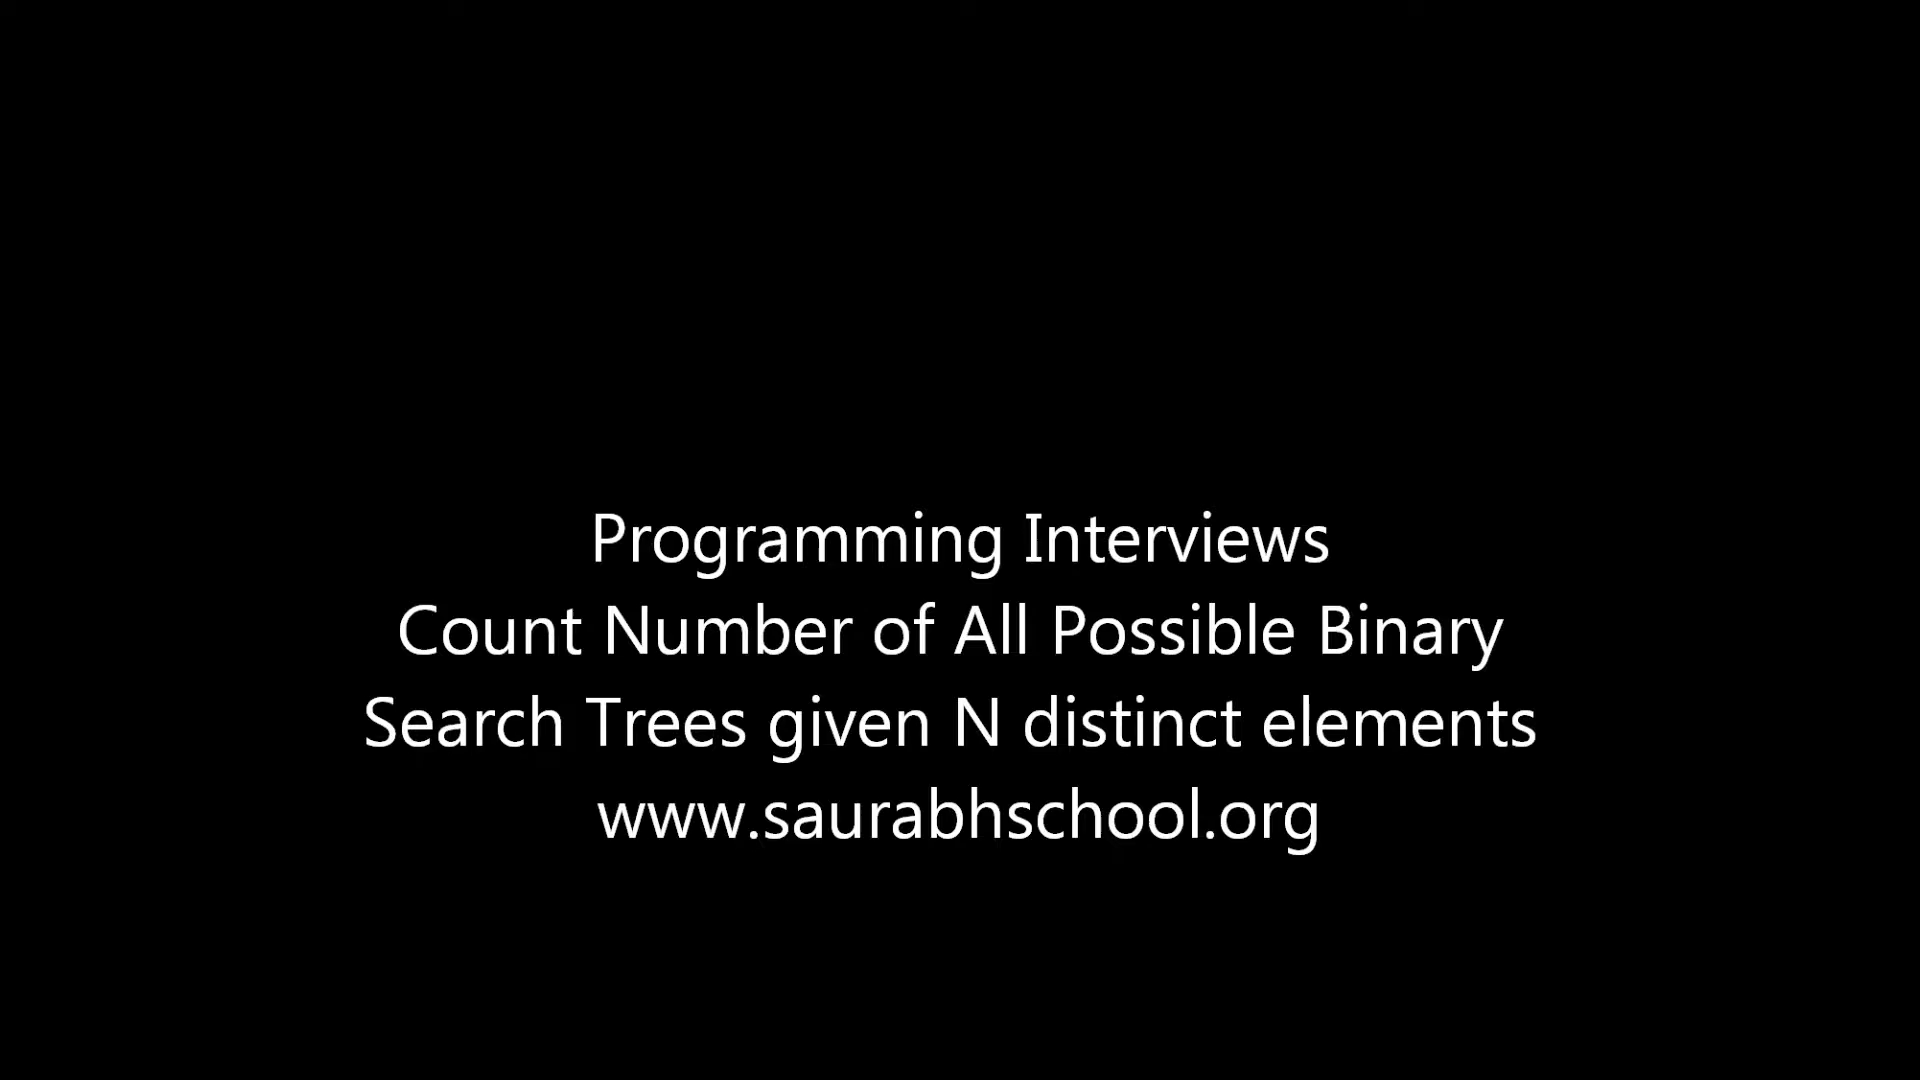 Programming Interviews
Count Number of All Possible Binary
Search Trees given N distinct elements
www.saurabhschool.org